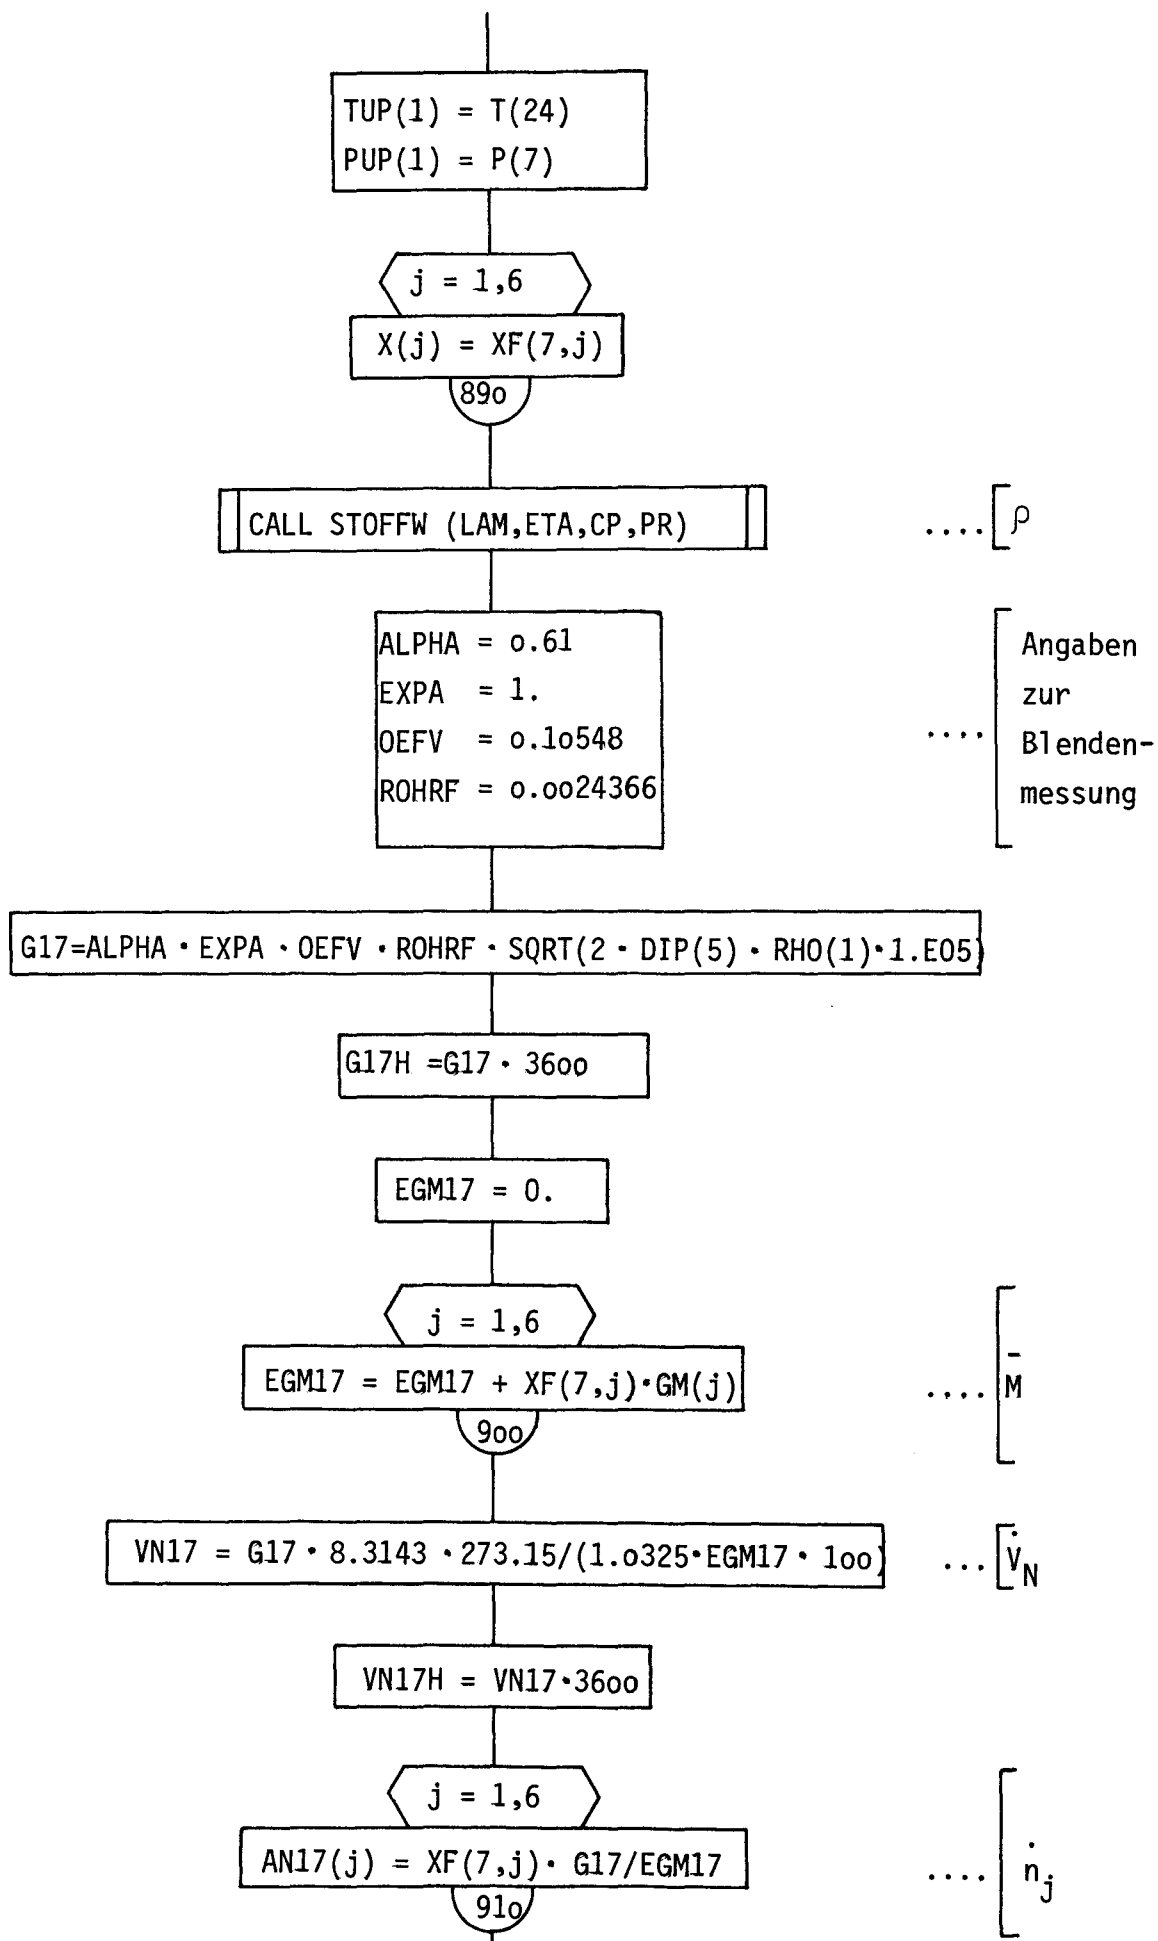 TUP(1) = T(24)
PUP(1) = P(7)
j = 1,6
X(j) = XF(7,j)
89o
CALL STOFFW (LAM,ETA,CP,PR)
.... ρ
ALPHA = o.61
EXPA = 1.
OEFV = o.1o548
ROHRF = o.oo24366
....
Angaben
zur
Blenden-
messung
G17=ALPHA · EXPA · OEFV · ROHRF · SQRT(2 · DIP(5) · RHO(1)·1.E05)
G17H =G17 · 36oo
EGM17 = 0.
j = 1,6
EGM17 = EGM17 + XF(7,j)·GM(j)
.... M̄
9oo
VN17 = G17 · 8.3143 ·273.15/(1.o325·EGM17 · 1oo)
... V̇N
VN17H = VN17·36oo
j = 1,6
AN17(j) = XF(7,j)· G17/EGM17
.... ṅj
91o